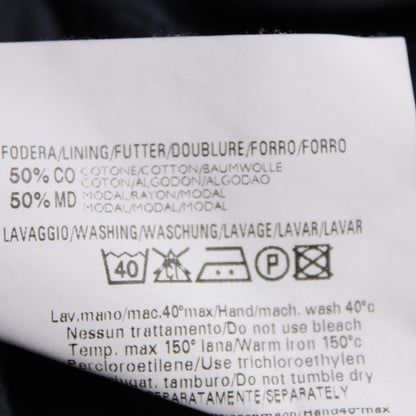 FODERA/LINING/FUTTER/DOUBLURE/FORRO/FORRO
50% CO COTONE/COTTON/BAUMWOLLE
COTON/ALGODON/ALGODAO
50% MD MODAL/RAYON/MODAL
MODAL/MODAL/MODAL
LAVAGGIO/WASHING/WASCHUNG/LAVAGE/LAVAR/LAVAR
40 CL P
Lav.mano/mac.40°max/Hand/mach. wash 40°c
Nessun trattamento/Do not use bleach
Temp. max 150° lana/Warm iron 150°c
Percloroetilene/Use trichloroethylen
tamburo/Do not tumble dry
SEPARATAMENTE/SEPARATELY